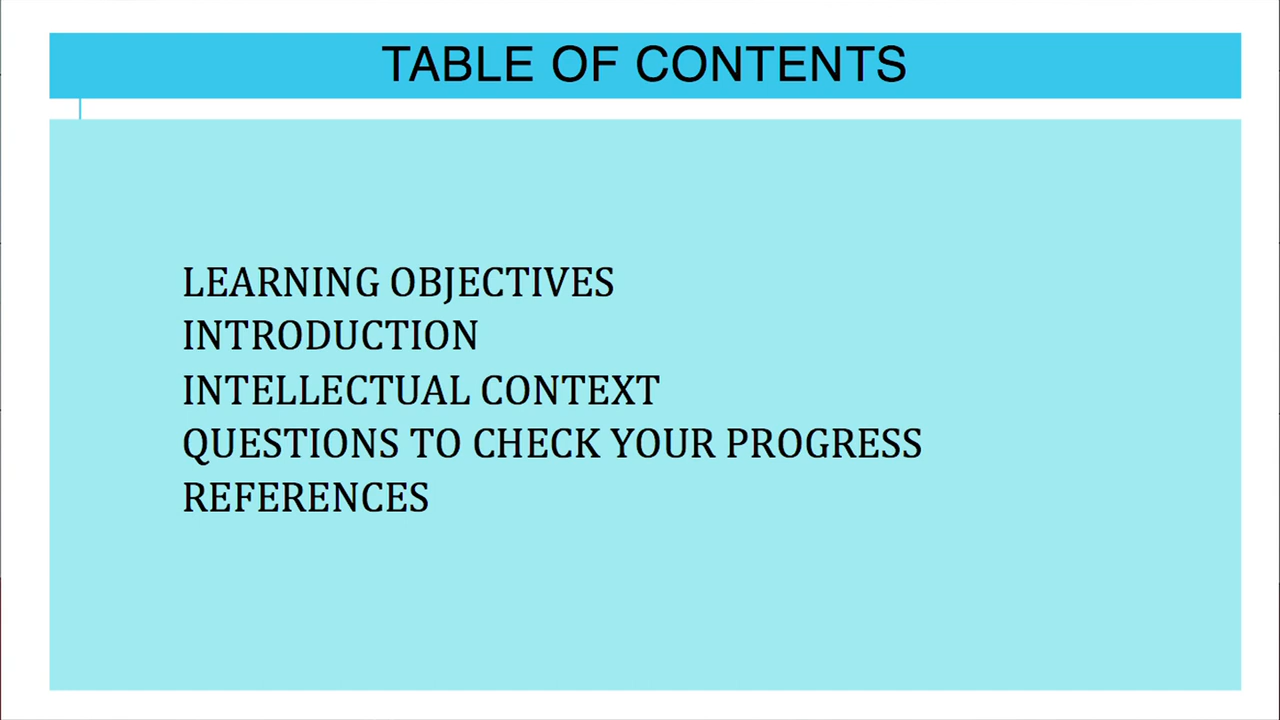 TABLE OF CONTENTS
LEARNING OBJECTIVES
INTRODUCTION
INTELLECTUAL CONTEXT
QUESTIONS TO CHECK YOUR PROGRESS
REFERENCES